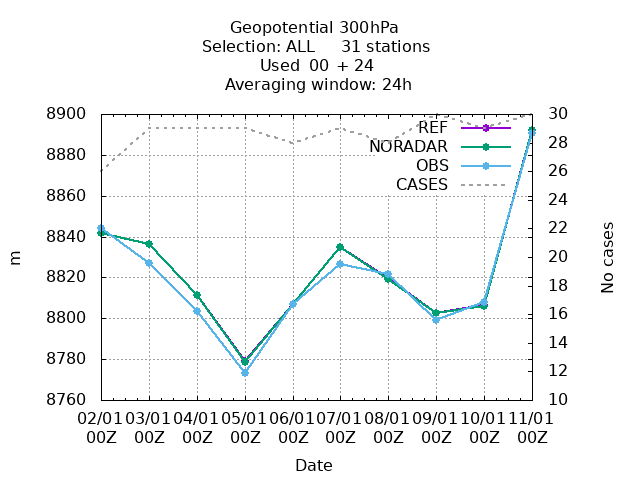 Geopotential 300hPa
Selection: ALL 31 stations
Used 00 + 24
Averaging window: 24h
8900 30
REF
8880 28
NORADAR
OBS
26
CASES
8860 24
8840 22
m
No cases
20
8820 18
8800 16
14
8780 12
8760 10
02/01 03/01 04/01 05/01 06/01 07/01 08/01 09/01 10/01 11/01
00Z 00Z 00Z 00Z 00Z 00Z 00Z 00Z 00Z 00Z
Date